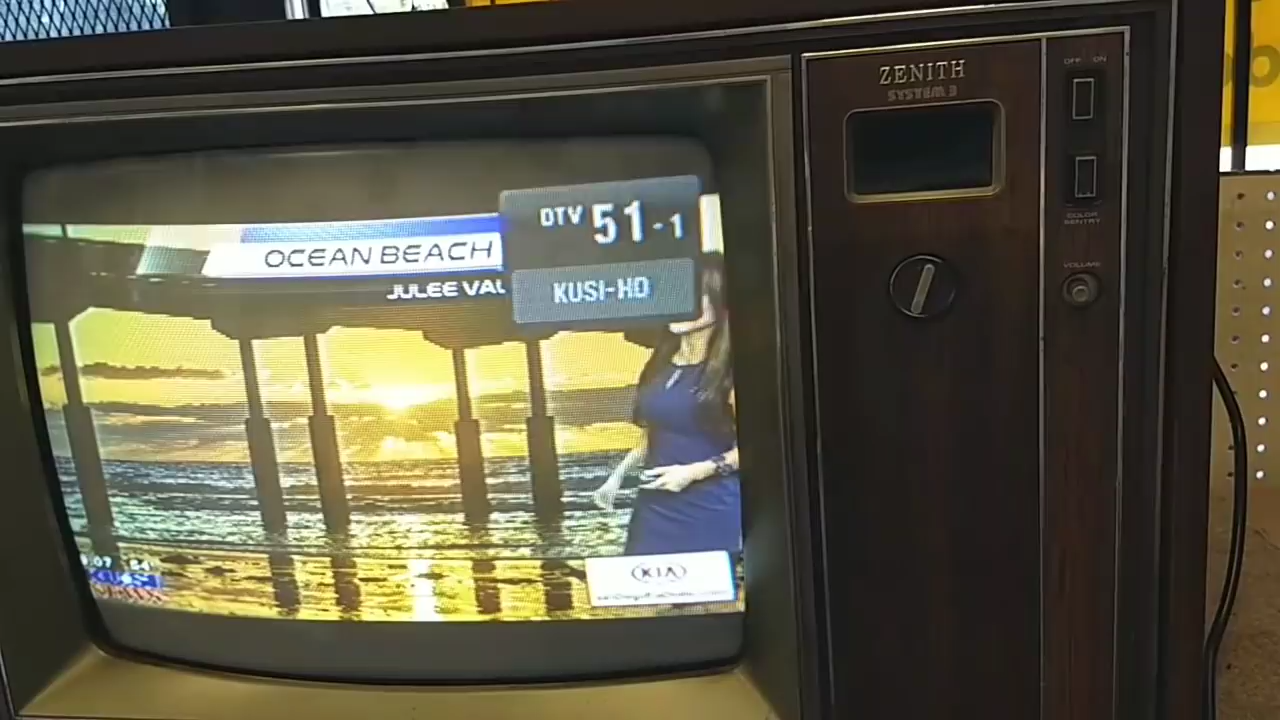 ZENITH
SYSTEM 3
OFF ON
COLOR
SENTRY
VOLUME
DTV 51-1
KUSI-HD
OCEAN BEACH
JULEE VAL
KIA